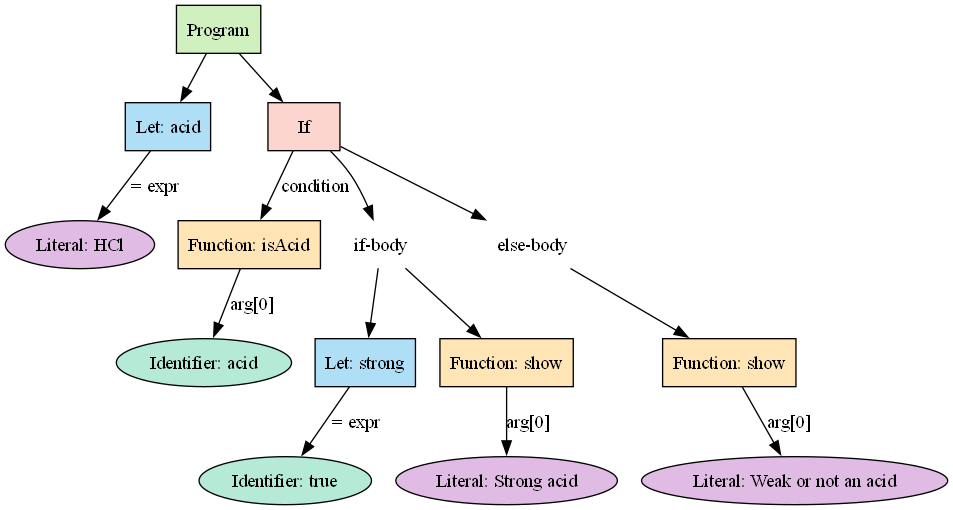 Program
Let: acid
If
= expr
condition
Literal: HCl
Function: isAcid
if-body
else-body
arg[0]
Identifier: acid
Let: strong
Function: show
Function: show
= expr
arg[0]
arg[0]
Identifier: true
Literal: Strong acid
Literal: Weak or not an acid